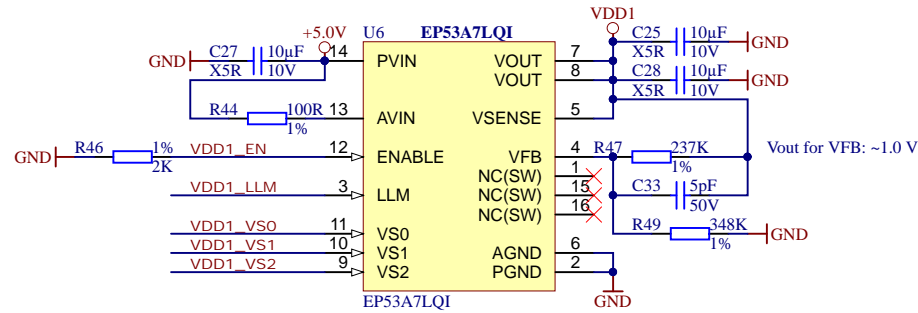 +5.0V
U6
EP53A7LQI
VDD1
C27
10µF
GND
X5R
10V
14
PVIN
VOUT
7
VOUT
8
C25
10µF
GND
X5R
10V
C28
10µF
GND
X5R
10V
R44
100R
1%
13
AVIN
VSENSE
5
GND
R46
1%
2K
VDD1_EN
12
ENABLE
VFB
4
R47
237K
1%
Vout for VFB: ~1.0 V
NC(SW)
1
VDD1_LLM
3
LLM
NC(SW)
15
NC(SW)
16
C33
5pF
50V
R49
348K
1%
GND
VDD1_VS0
11
VS0
VDD1_VS1
10
VS1
VDD1_VS2
9
VS2
AGND
6
PGND
2
GND
EP53A7LQI